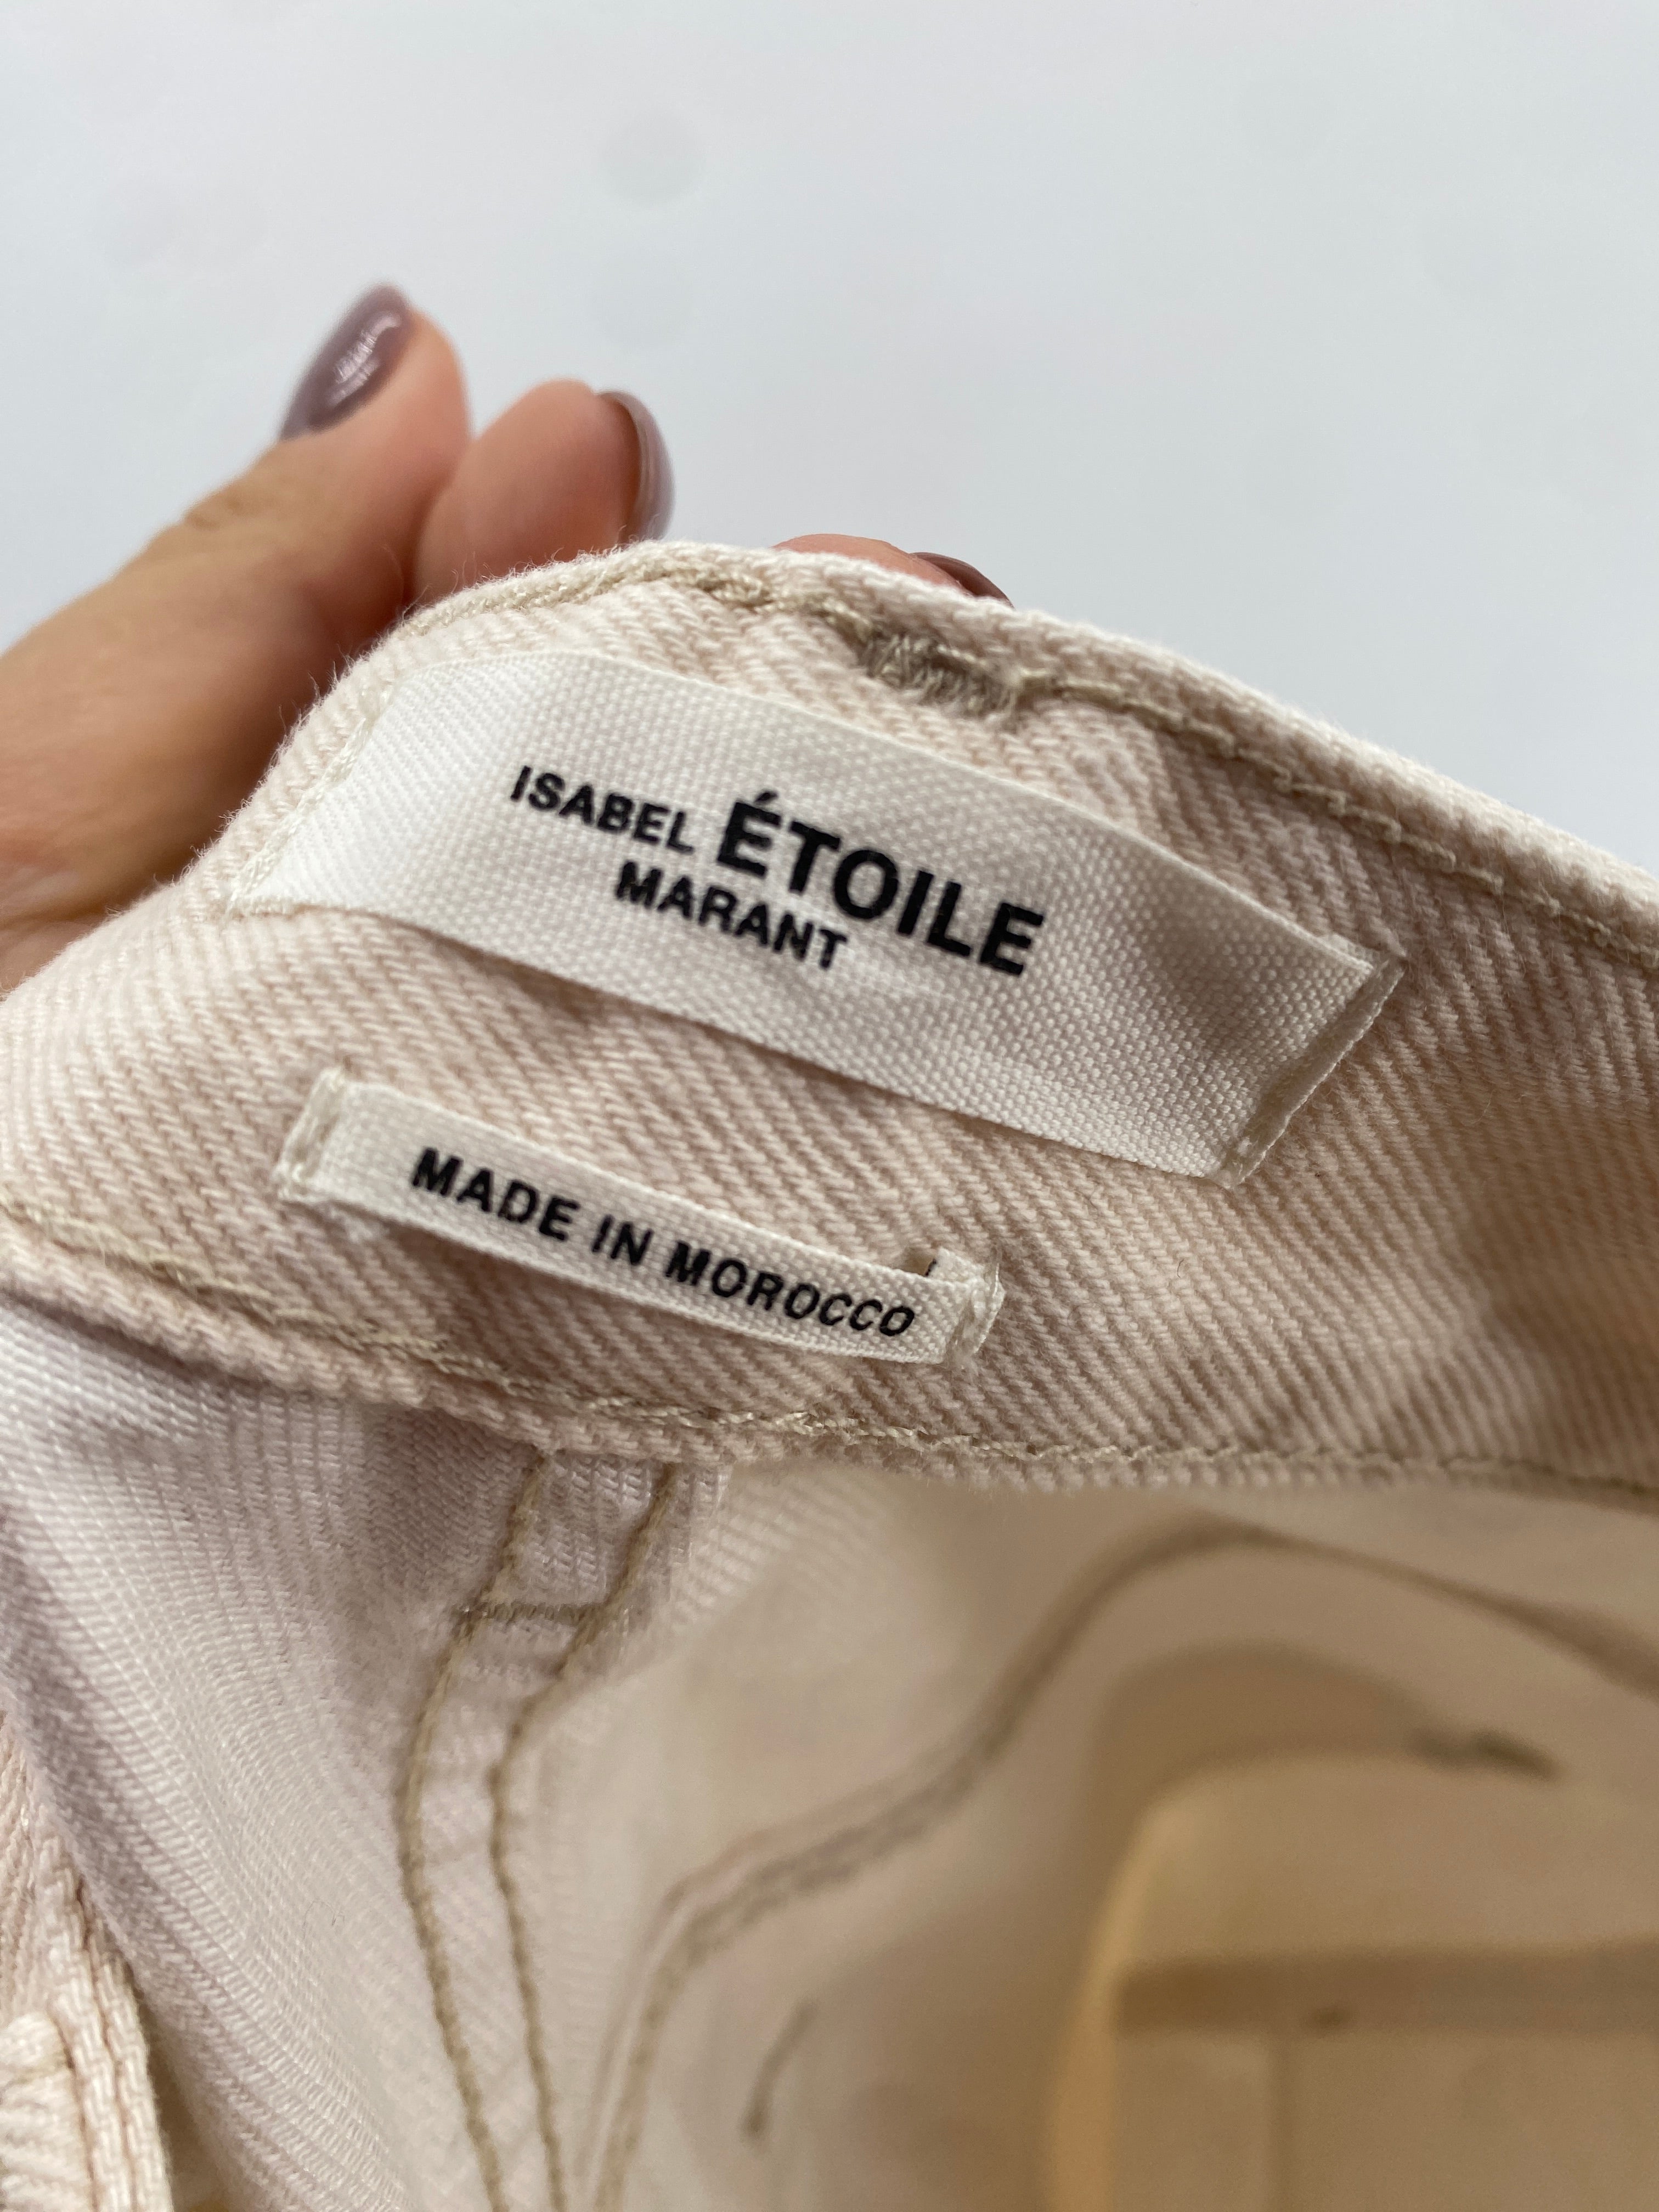 ISABEL ÉTOILE
MARANT
MADE IN MOROCCO